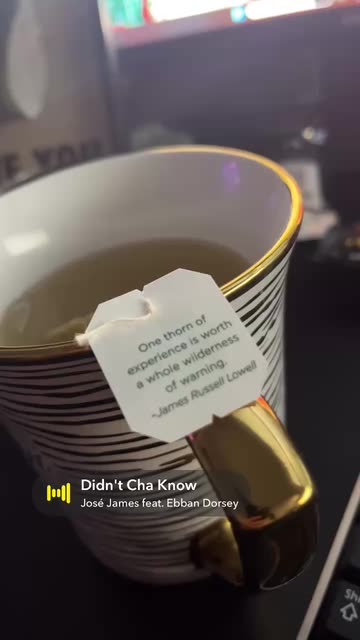 One thorn of
experience is worth
a whole wilderness
of warning.
-James Russell Lowell
Didn't Cha Know
José James feat. Ebban Dorsey
Sh